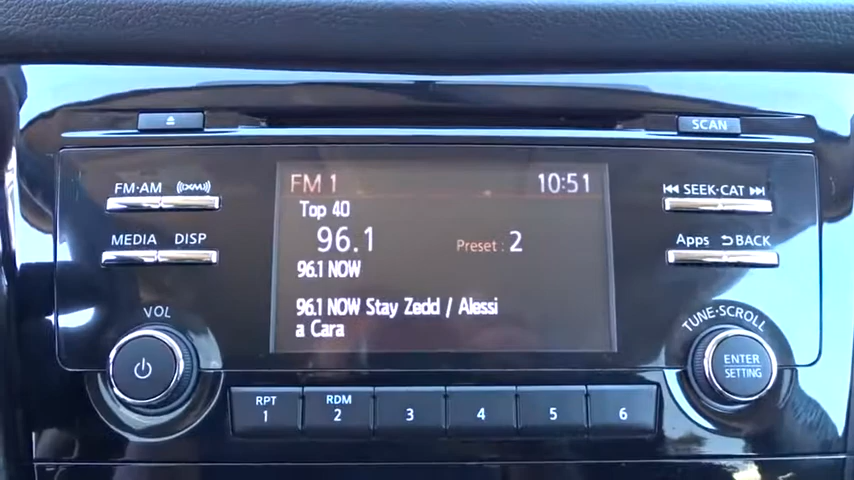 SCAN
FM·AM
((XM))
FM 1
10:51
SEEK·CAT
Top 40
96.1
Preset : 2
MEDIA
DISP
Apps
BACK
96.1 NOW
96.1 NOW Stay Zedd / Alessi
a Cara
VOL
TUNE·SCROLL
ENTER
SETTING
RPT
1
RDM
2
3
4
5
6